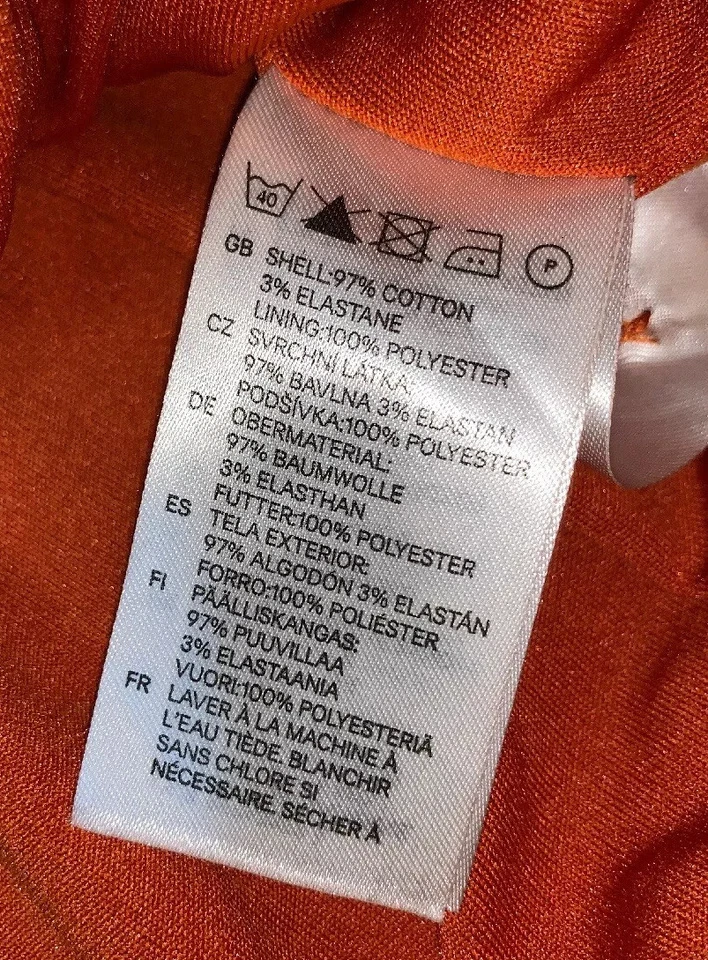 40
P
GB SHELL:97% COTTON
3% ELASTANE
LINING:100% POLYESTER
CZ SVRCHNI LÁTKA:
97% BAVLNA 3% ELASTAN
PODŠÍVKA:100% POLYESTER
DE OBERMATERIAL:
97% BAUMWOLLE
3% ELASTHAN
FUTTER:100% POLYESTER
ES TELA EXTERIOR:
97% ALGODÓN 3% ELASTÁN
FORRO:100% POLIÉSTER
FI PÄÄLLISKANGAS:
97% PUUVILLAA
3% ELASTAANIA
VUORI:100% POLYESTERIÄ
FR LAVER À LA MACHINE À
L'EAU TIÈDE. BLANCHIR
SANS CHLORE SI
NÉCESSAIRE. SÉCHER À